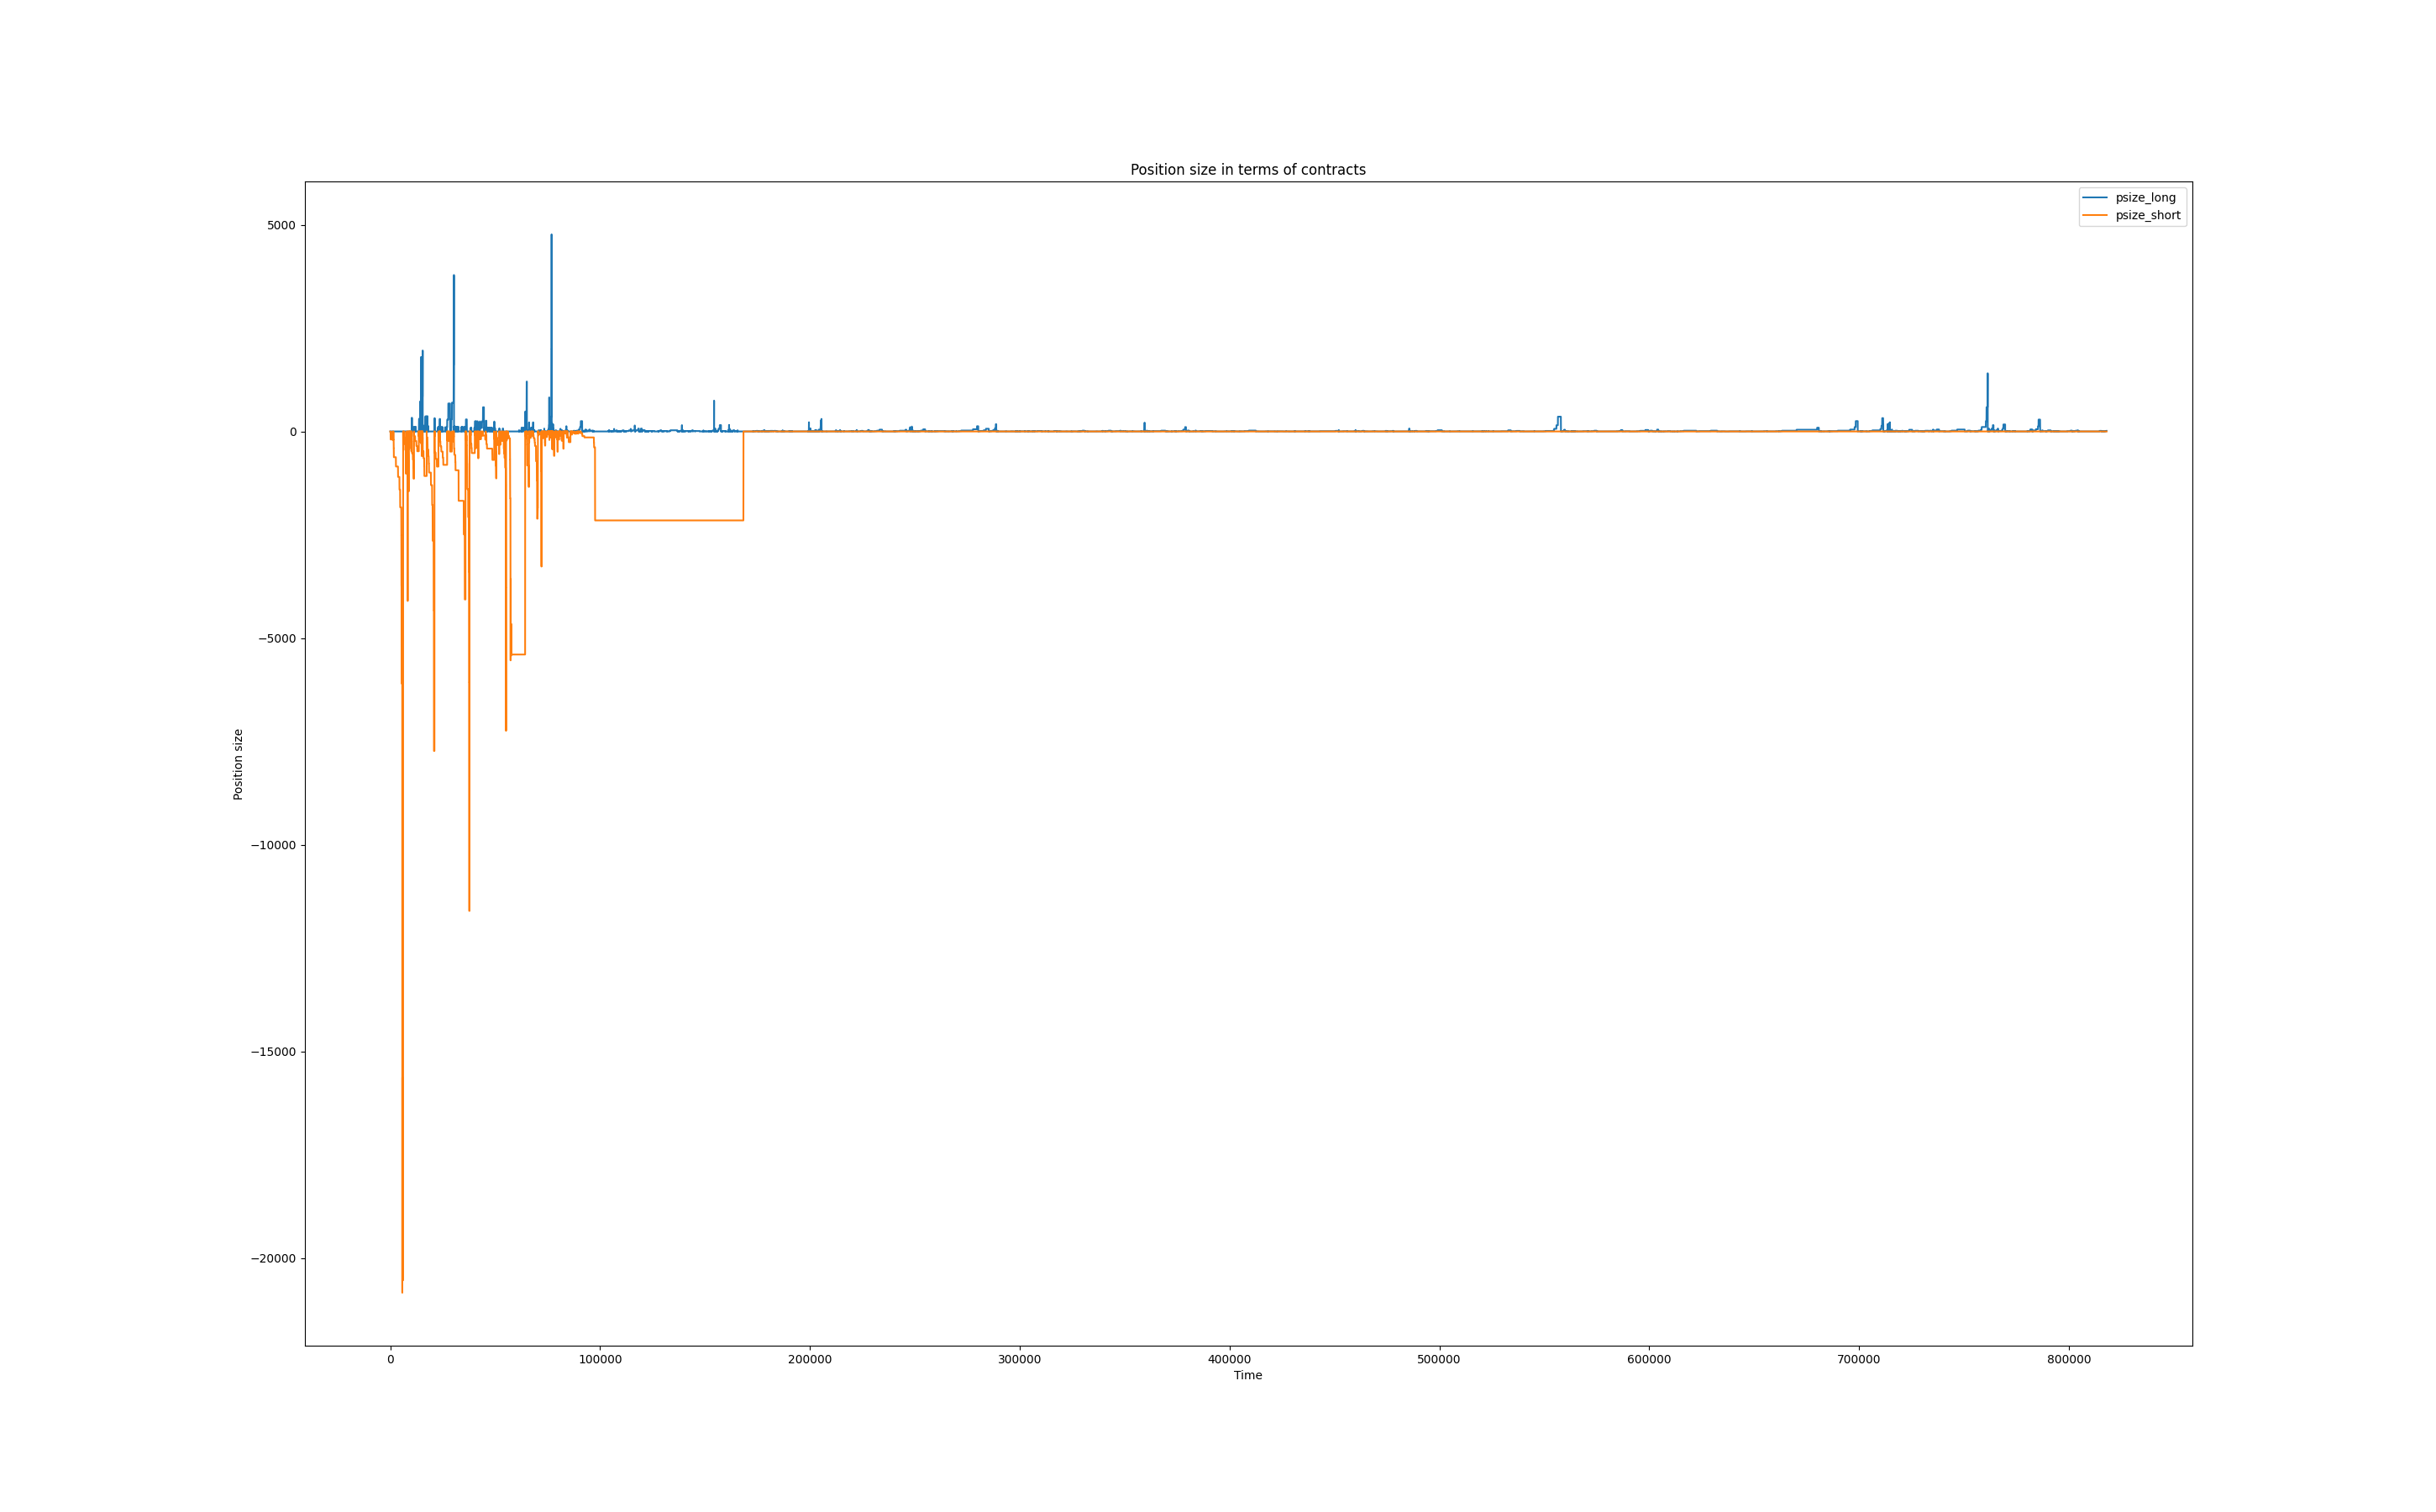 Position size in terms of contracts
psize_long
psize_short
5000
0
−5000
−10000
−15000
−20000
Position size
0 100000 200000 300000 400000 500000 600000 700000 800000
Time